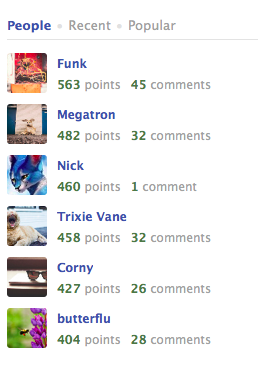 People • Recent • Popular
Funk
563 points 45 comments
Megatron
482 points 32 comments
Nick
460 points 1 comment
Trixie Vane
458 points 32 comments
Corny
427 points 26 comments
butterflu
404 points 28 comments